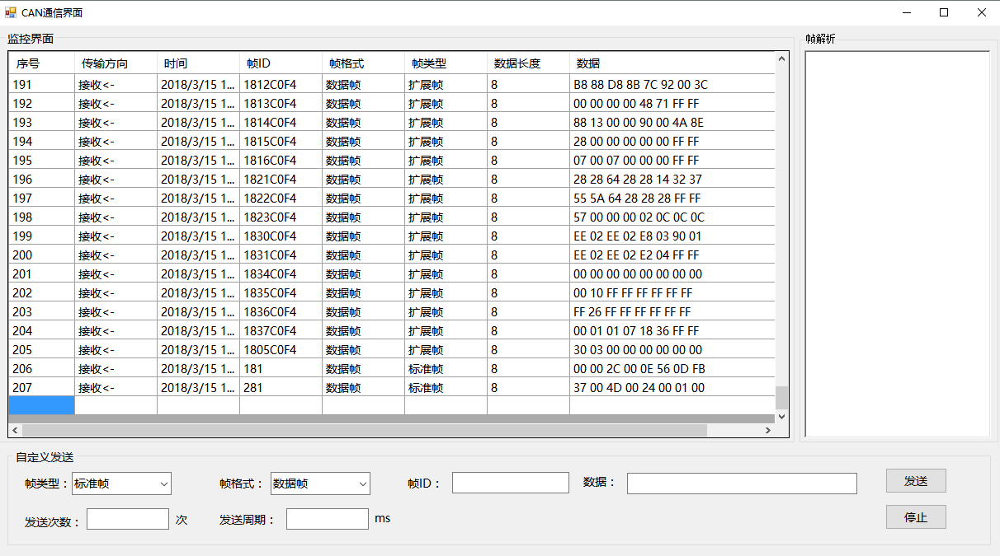 CAN通信界面
监控界面
帧解析
序号 传输方向 时间 帧ID 帧格式 帧类型 数据长度 数据
191 接收<- 2018/3/15 1... 1812C0F4 数据帧 扩展帧 8 B8 88 D8 8B 7C 92 00 3C
192 接收<- 2018/3/15 1... 1813C0F4 数据帧 扩展帧 8 00 00 00 00 48 71 FF FF
193 接收<- 2018/3/15 1... 1814C0F4 数据帧 扩展帧 8 88 13 00 00 90 00 4A 8E
194 接收<- 2018/3/15 1... 1815C0F4 数据帧 扩展帧 8 28 00 00 00 00 00 FF FF
195 接收<- 2018/3/15 1... 1816C0F4 数据帧 扩展帧 8 07 00 07 00 00 00 FF FF
196 接收<- 2018/3/15 1... 1821C0F4 数据帧 扩展帧 8 28 28 64 28 28 14 32 37
197 接收<- 2018/3/15 1... 1822C0F4 数据帧 扩展帧 8 55 5A 64 28 28 28 FF FF
198 接收<- 2018/3/15 1... 1823C0F4 数据帧 扩展帧 8 57 00 00 00 02 0C 0C 0C
199 接收<- 2018/3/15 1... 1830C0F4 数据帧 扩展帧 8 EE 02 EE 02 E8 03 90 01
200 接收<- 2018/3/15 1... 1831C0F4 数据帧 扩展帧 8 EE 02 EE 02 E2 04 FF FF
201 接收<- 2018/3/15 1... 1834C0F4 数据帧 扩展帧 8 00 00 00 00 00 00 00 00
202 接收<- 2018/3/15 1... 1835C0F4 数据帧 扩展帧 8 00 10 FF FF FF FF FF FF
203 接收<- 2018/3/15 1... 1836C0F4 数据帧 扩展帧 8 FF 26 FF FF FF FF FF FF
204 接收<- 2018/3/15 1... 1837C0F4 数据帧 扩展帧 8 00 01 01 07 18 36 FF FF
205 接收<- 2018/3/15 1... 1805C0F4 数据帧 扩展帧 8 30 03 00 00 00 00 00 00
206 接收<- 2018/3/15 1... 181 数据帧 标准帧 8 00 00 2C 00 0E 56 0D FB
207 接收<- 2018/3/15 1... 281 数据帧 标准帧 8 37 00 4D 00 24 00 01 00
自定义发送
帧类型： 标准帧 帧格式： 数据帧 帧ID： 数据： 发送
发送次数： 次 发送周期： ms 停止